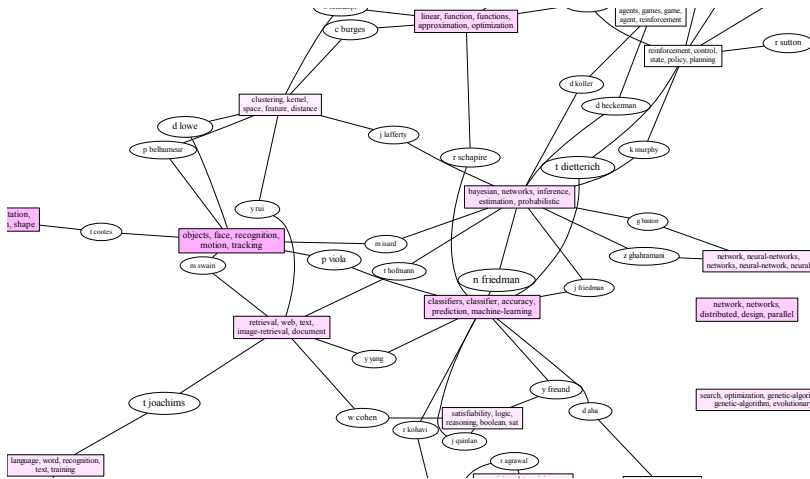 linear, function, functions,
approximation, optimization
agents, games, game,
agent, reinforcement
c burges
r sutton
reinforcement, control,
state, policy, planning
d koller
clustering, kernel,
space, feature, distance
d heckerman
d lowe
j lafferty
p belhumeur
r schapire
k murphy
t dietterich
bayesian, networks, inference,
estimation, probabilistic
y rui
g hinton
tation,
, shape
t cootes
objects, face, recognition,
motion, tracking
m isard
z ghahramani
network, neural-networks,
networks, neural-network, neural
p viola
m swain
t hofmann
n friedman
j friedman
classifiers, classifier, accuracy,
prediction, machine-learning
network, networks,
distributed, design, parallel
retrieval, web, text,
image-retrieval, document
y yang
y freund
search, optimization, genetic-algori
genetic-algorithm, evolutionary
t joachims
w cohen
satisfiability, logic,
reasoning, boolean, sat
d aha
r kohavi
j quinlan
language, word, recognition,
text, training
r agrawal